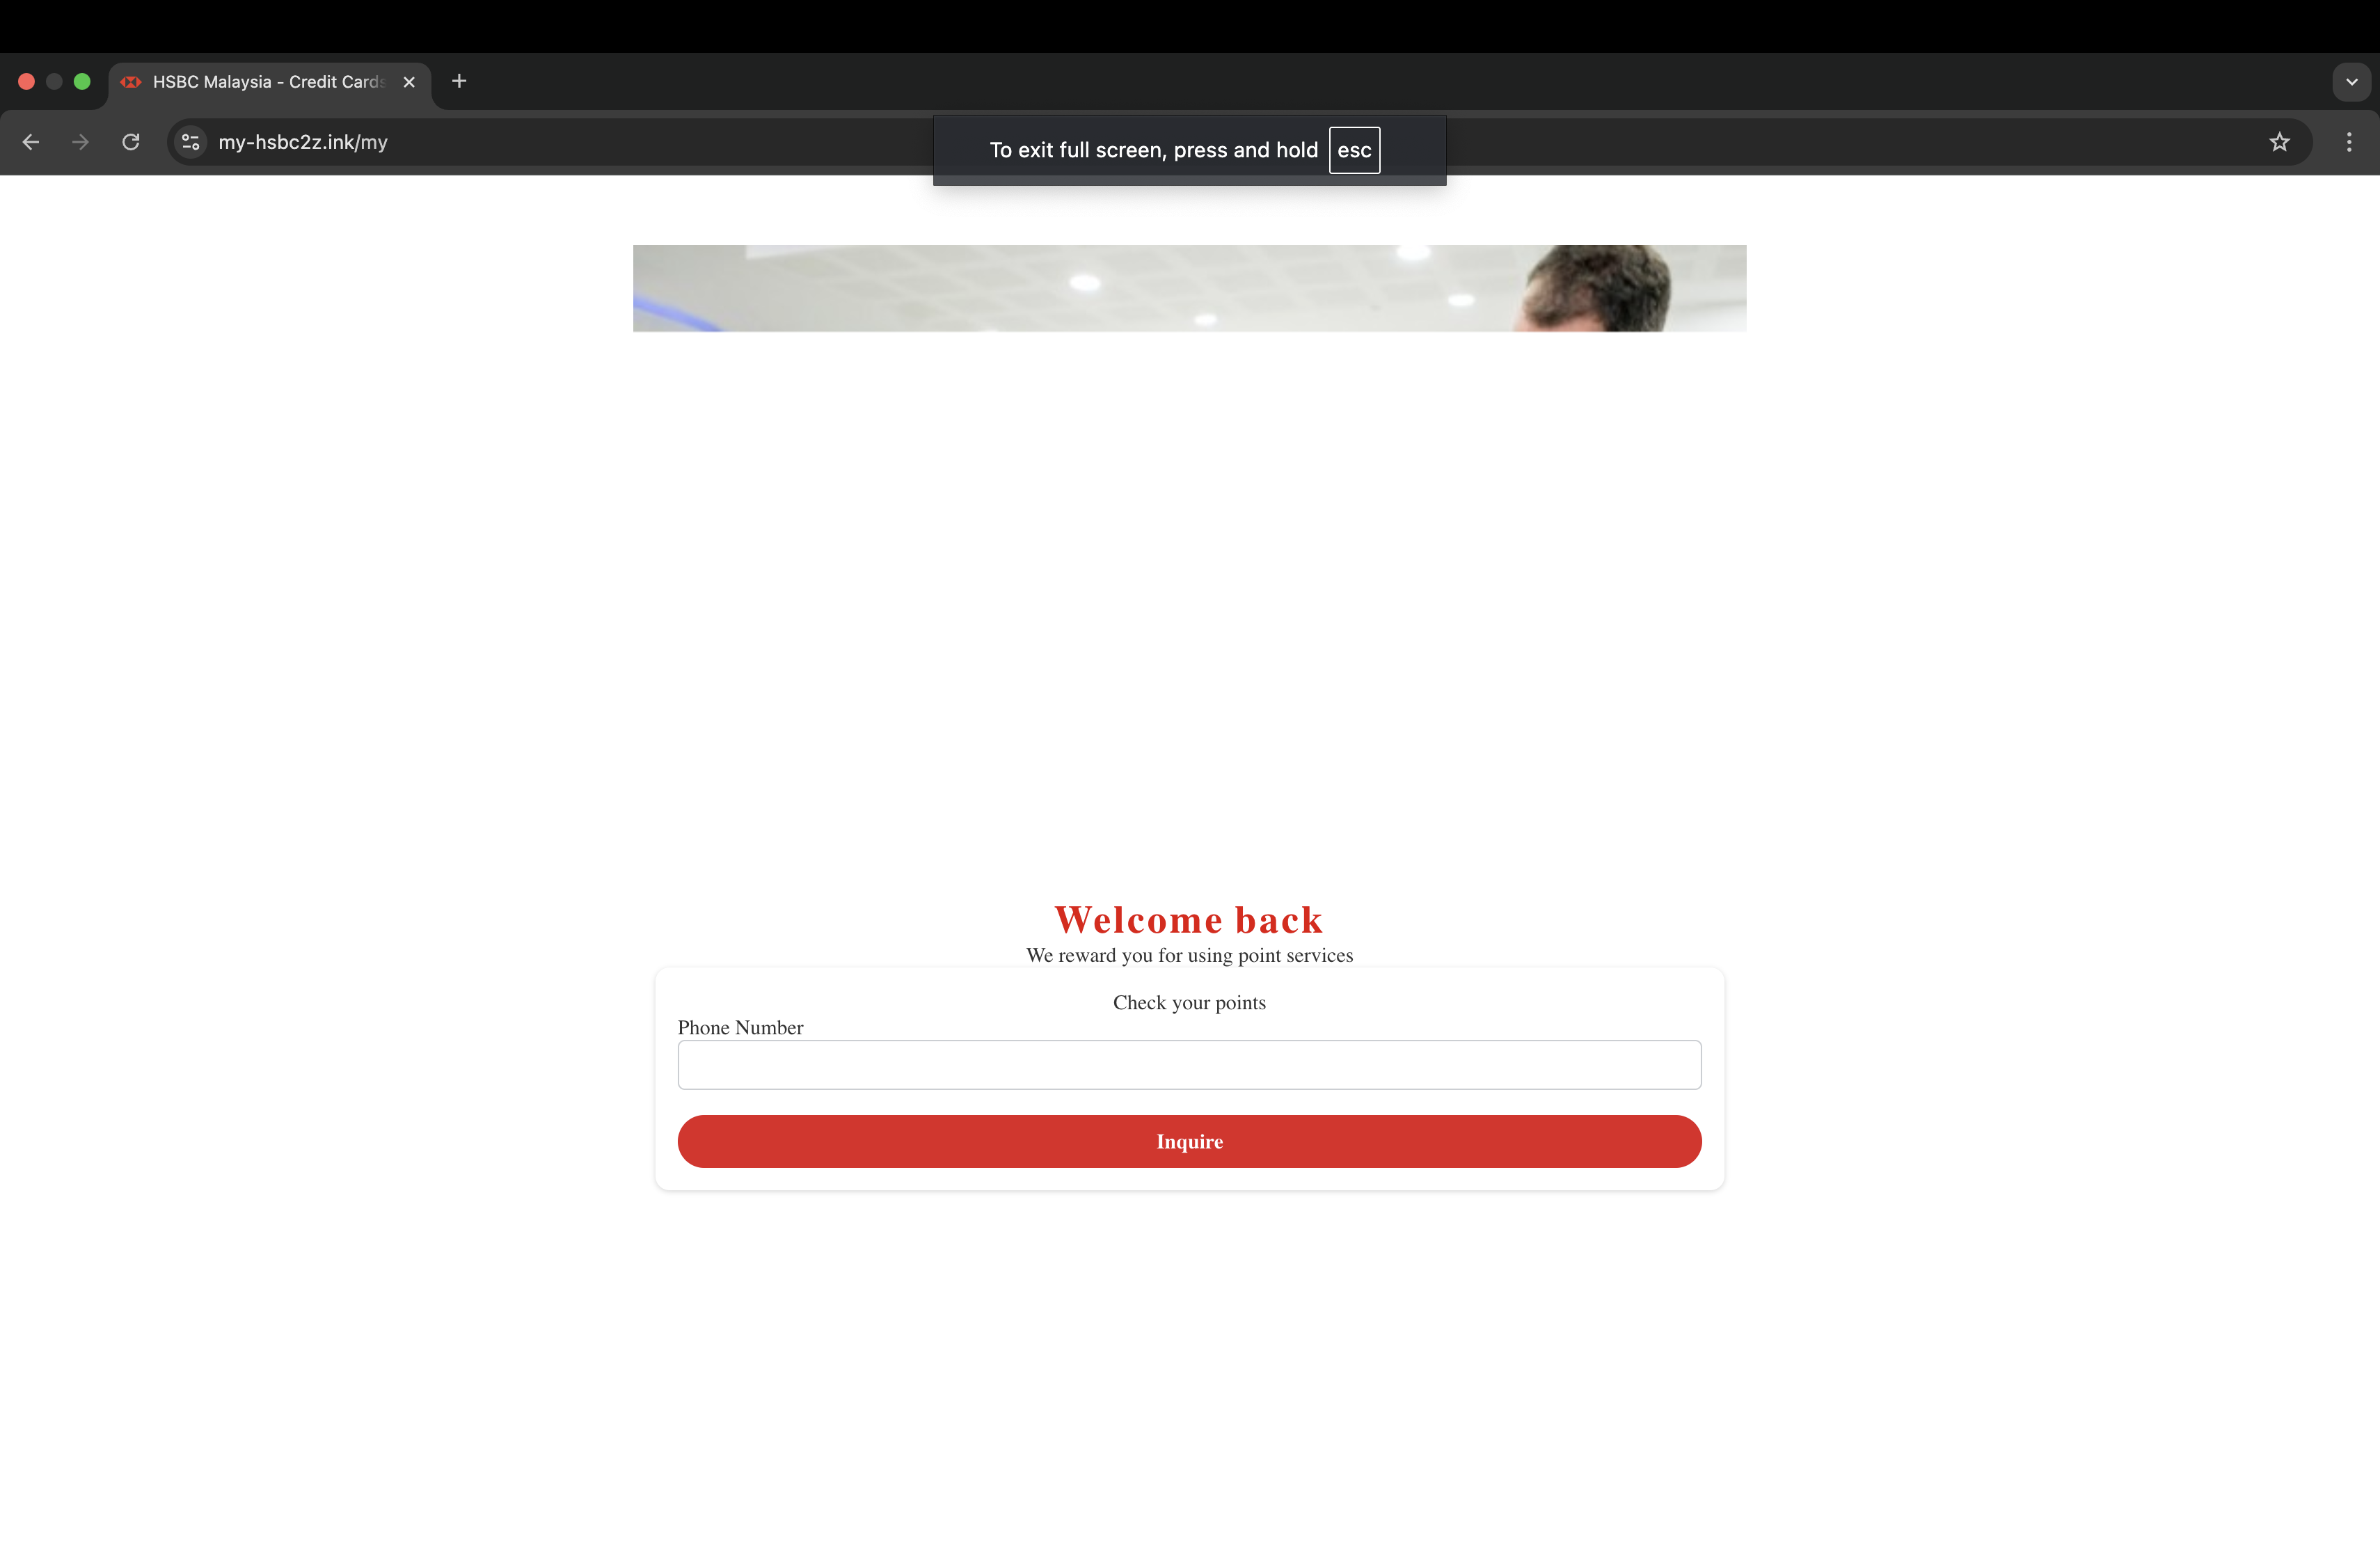 HSBC Malaysia - Credit Cards
my-hsbc2z.ink/my
To exit full screen, press and hold esc
Welcome back
We reward you for using point services
Check your points
Phone Number
Inquire